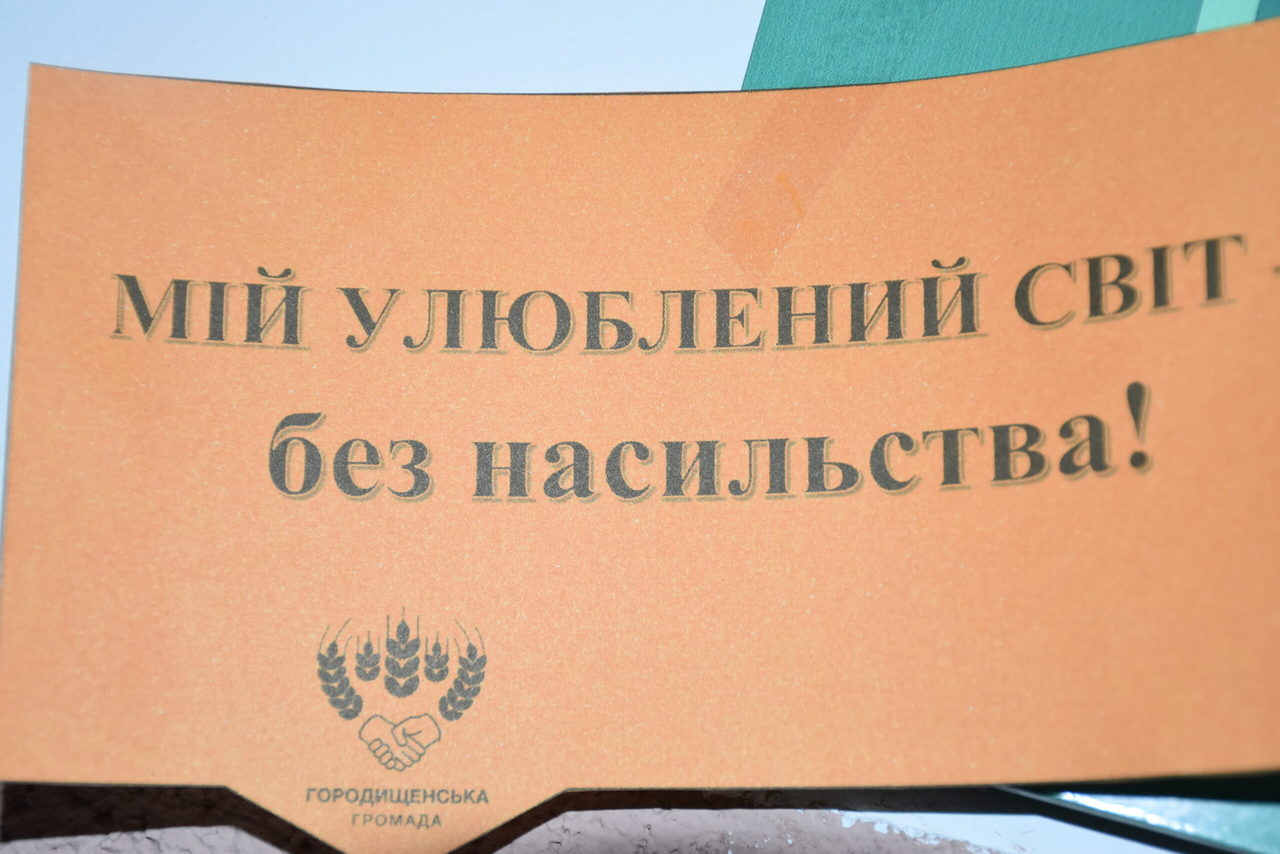 МІЙ УЛЮБЛЕНИЙ СВІТ -
без насильства!
ГОРОДИЩЕНСЬКА
ГРОМАДА